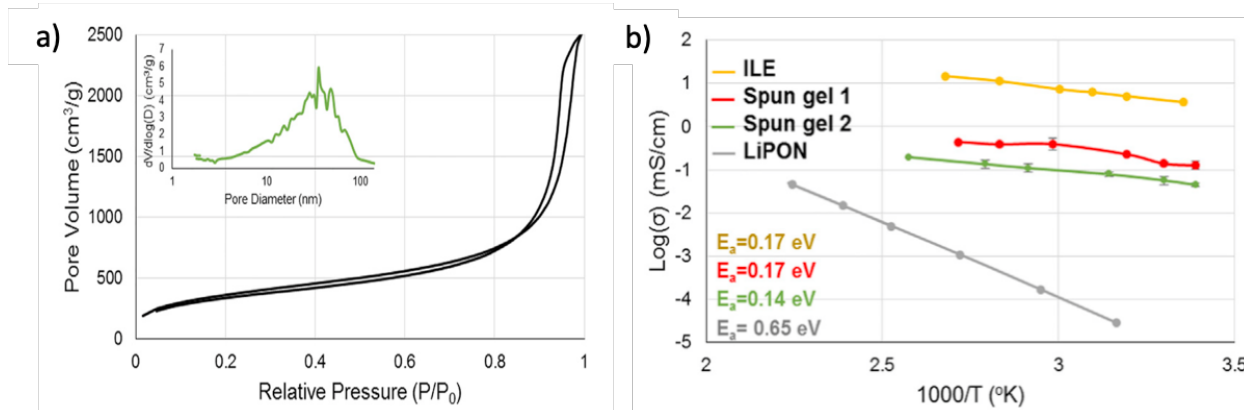 a)
Pore Volume (cm³/g)
2500
2000
1500
1000
500
0
0
0.2
0.4
0.6
0.8
1
Relative Pressure (P/P₀)
dV/dlog(D) (cm³/g)
7
6
5
4
3
2
1
0
1
10
100
Pore Diameter (nm)
b)
Log(σ) (mS/cm)
2
1
0
-1
-2
-3
-4
-5
ILE
Spun gel 1
Spun gel 2
LiPON
Eₐ=0.17 eV
Eₐ=0.17 eV
Eₐ=0.14 eV
Eₐ= 0.65 eV
2
2.5
3
3.5
1000/T (°K)